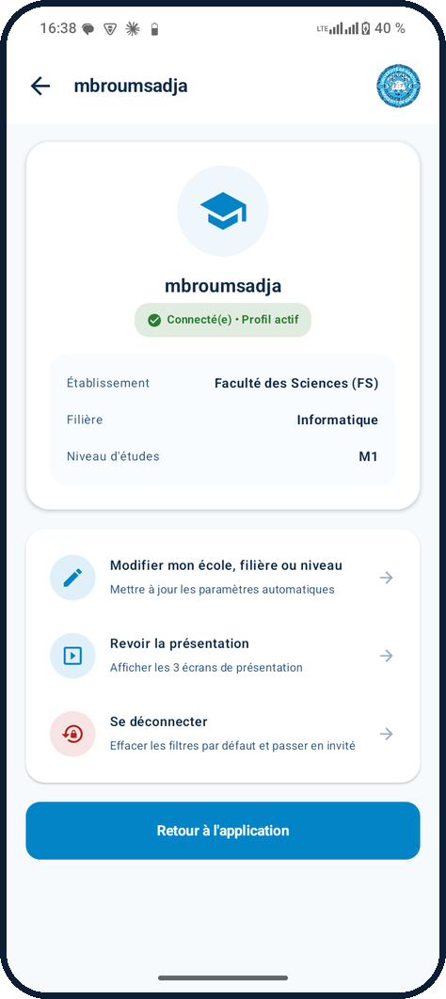 16:38 LTE 40 %
mbroumsadja
mbroumsadja
Connecté(e) • Profil actif
Établissement Faculté des Sciences (FS)
Filière Informatique
Niveau d'études M1
Modifier mon école, filière ou niveau
Mettre à jour les paramètres automatiques
Revoir la présentation
Afficher les 3 écrans de présentation
Se déconnecter
Effacer les filtres par défaut et passer en invité
Retour à l'application